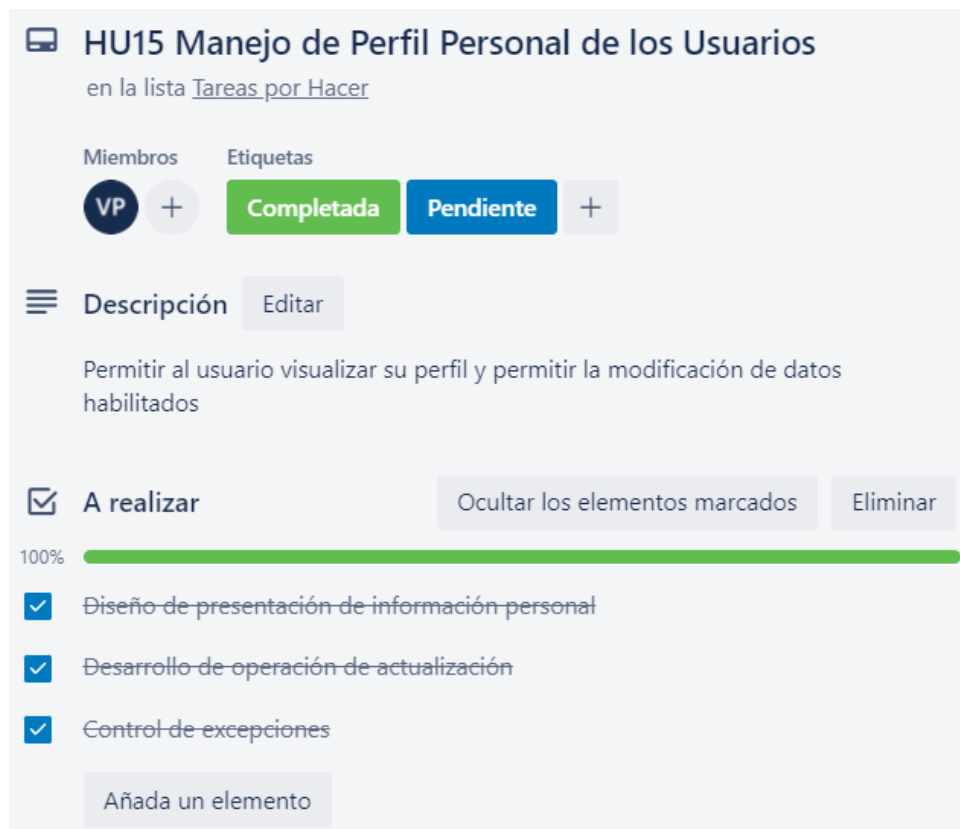 HU15 Manejo de Perfil Personal de los Usuarios
en la lista Tareas por Hacer
Miembros Etiquetas
VP + Completada Pendiente +
Descripción Editar
Permitir al usuario visualizar su perfil y permitir la modificación de datos
habilitados
A realizar Ocultar los elementos marcados Eliminar
100%
Diseño de presentación de información personal
Desarrollo de operación de actualización
Control de excepciones
Añada un elemento